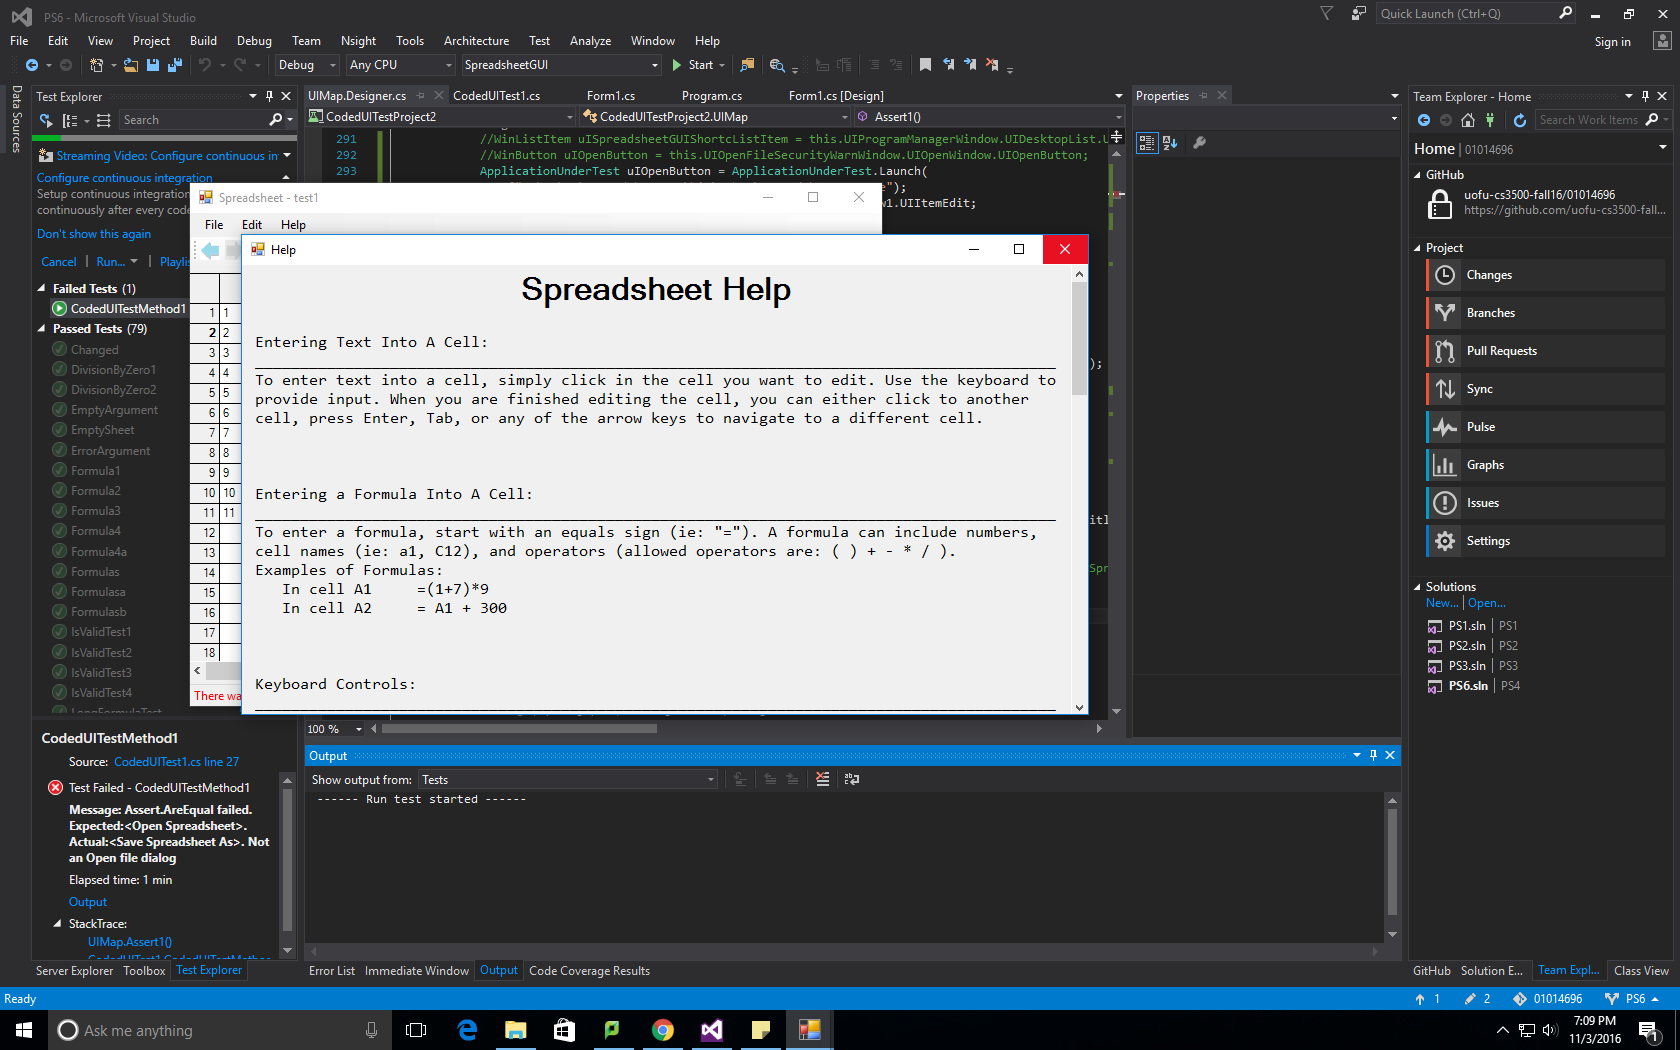 PS6 - Microsoft Visual Studio
Quick Launch (Ctrl+Q)
File Edit View Project Build Debug Team Nsight Tools Architecture Test Analyze Window Help
Sign in
Debug Any CPU SpreadsheetGUI Start
Data Sources
Test Explorer
Search
Streaming Video: Configure continuous in
Configure continuous integration
Setup continuous integration
continuously after every code
Don't show this again
Cancel | Run... | Playlis
Failed Tests (1)
CodedUITestMethod1
Passed Tests (79)
Changed
DivisionByZero1
DivisionByZero2
EmptyArgument
EmptySheet
ErrorArgument
Formula1
Formula2
Formula3
Formula4
Formula4a
Formulas
Formulasa
Formulasb
IsValidTest1
IsValidTest2
IsValidTest3
IsValidTest4
LongFormulaTest
CodedUITestMethod1
Source: CodedUITest1.cs line 27
Test Failed - CodedUITestMethod1
Message: Assert.AreEqual failed.
Expected:<Open Spreadsheet>.
Actual:<Save Spreadsheet As>. Not
an Open file dialog
Elapsed time: 1 min
Output
StackTrace:
UIMap.Assert1()
CodedUITest1.CodedUITestMethod
Server Explorer Toolbox Test Explorer
UIMap.Designer.cs CodedUITest1.cs Form1.cs Program.cs Form1.cs [Design]
CodedUITestProject2 CodedUITestProject2.UIMap Assert1()
291 //WinListItem uISpreadsheetGUIShortcListItem = this.UIProgramManagerWindow.UIDesktopList.U
292 //WinButton uIOpenButton = this.UIOpenFileSecurityWarnWindow.UIOpenWindow.UIOpenButton;
293 ApplicationUnderTest uIOpenButton = ApplicationUnderTest.Launch(
e");
w1.UIItemEdit;
);
itl
Spr
Spreadsheet - test1
File Edit Help
1 1
2 2
3 3
4 4
5 5
6 6
7 7
8 8
9 9
10 10
11 11
12
13
14
15
16
17
18
There wa
Help
Spreadsheet Help
Entering Text Into A Cell:
To enter text into a cell, simply click in the cell you want to edit. Use the keyboard to
provide input. When you are finished editing the cell, you can either click to another
cell, press Enter, Tab, or any of the arrow keys to navigate to a different cell.
Entering a Formula Into A Cell:
To enter a formula, start with an equals sign (ie: "="). A formula can include numbers,
cell names (ie: a1, C12), and operators (allowed operators are: ( ) + - * / ).
Examples of Formulas:
In cell A1 =(1+7)*9
In cell A2 = A1 + 300
Keyboard Controls:
100 %
Output
Show output from: Tests
------ Run test started ------
Error List Immediate Window Output Code Coverage Results
Properties
Team Explorer - Home
Search Work Items
Home | 01014696
GitHub
uofu-cs3500-fall16/01014696
https://github.com/uofu-cs3500-fall...
Project
Changes
Branches
Pull Requests
Sync
Pulse
Graphs
Issues
Settings
Solutions
New... | Open...
PS1.sln | PS1
PS2.sln | PS2
PS3.sln | PS3
PS6.sln | PS4
GitHub Solution E... Team Expl... Class View
Ready
1 2 01014696 PS6
Ask me anything
7:09 PM
11/3/2016
1